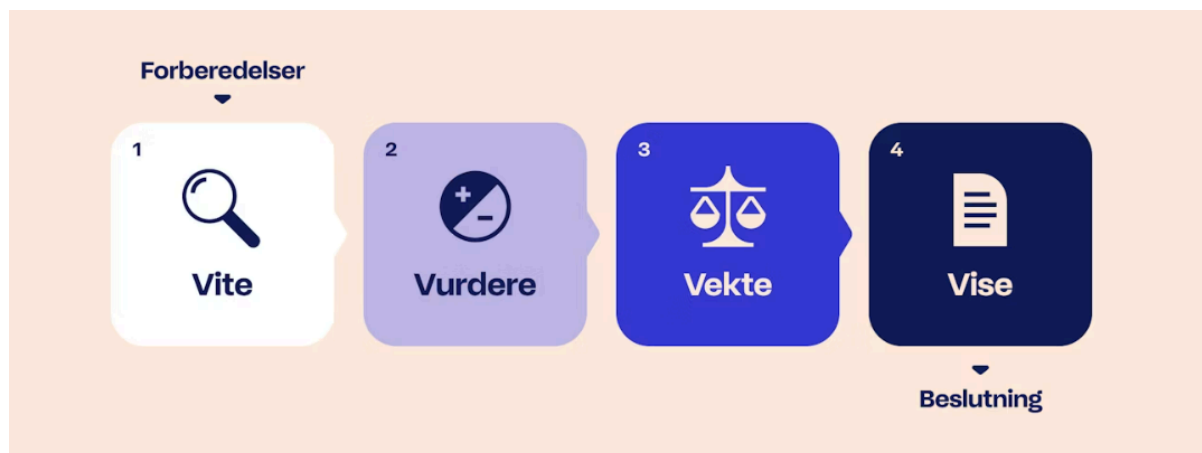 Forberedelser
1
Vite
2
Vurdere
3
Vekte
4
Vise
Beslutning